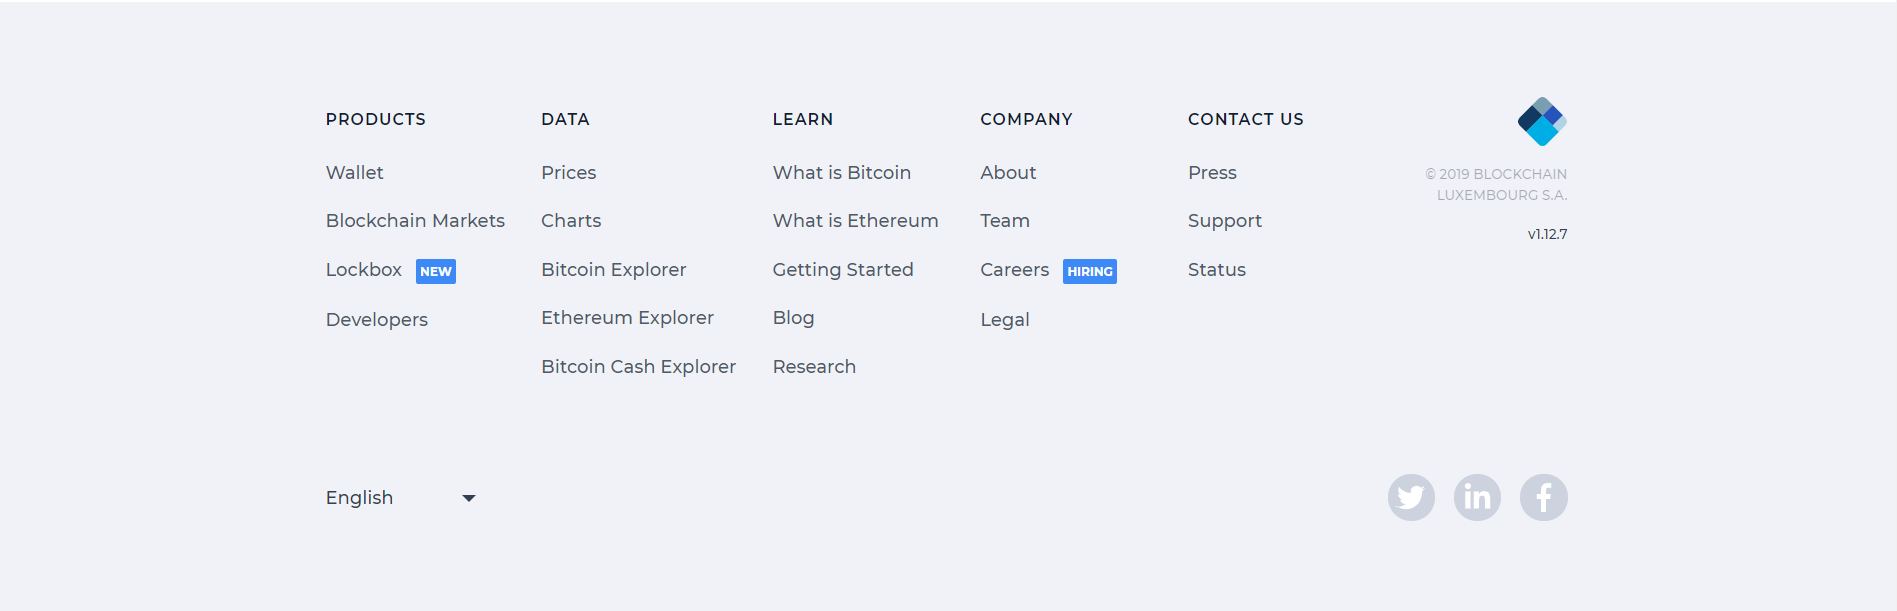 PRODUCTS
Wallet
Blockchain Markets
Lockbox NEW
Developers
DATA
Prices
Charts
Bitcoin Explorer
Ethereum Explorer
Bitcoin Cash Explorer
LEARN
What is Bitcoin
What is Ethereum
Getting Started
Blog
Research
COMPANY
About
Team
Careers HIRING
Legal
CONTACT US
Press
Support
Status
© 2019 BLOCKCHAIN
LUXEMBOURG S.A.
v1.12.7
English